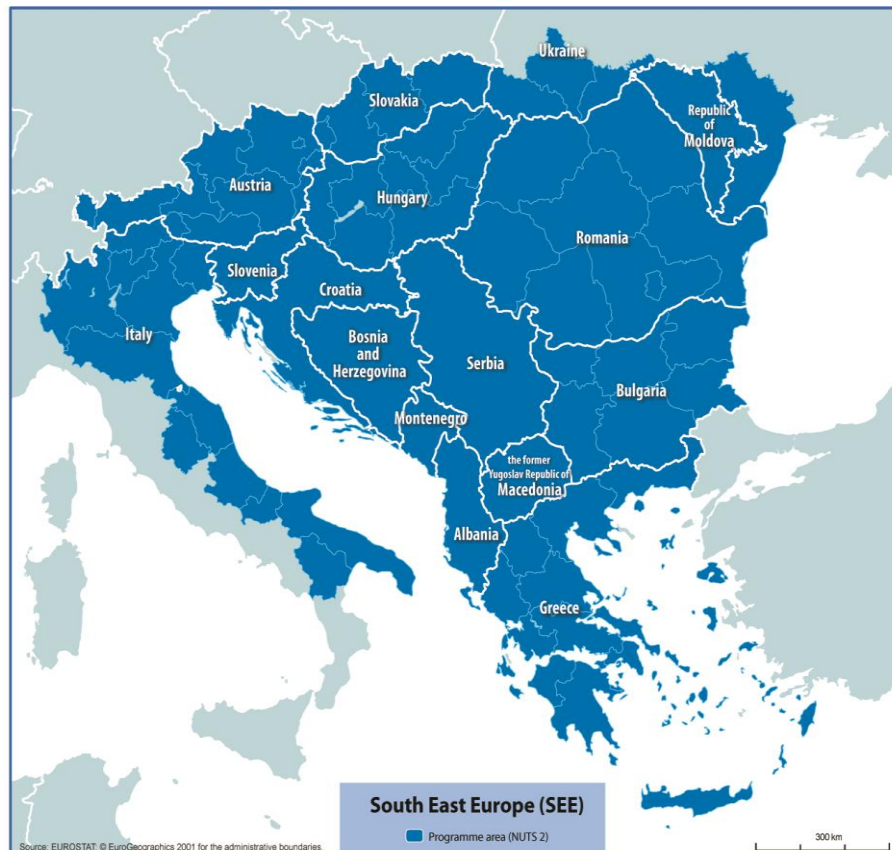 Ukraine
Slovakia
Republic
of
Moldova
Austria
Hungary
Romania
Slovenia
Croatia
Italy
Bosnia
and
Herzegovina
Serbia
Bulgaria
Montenegro
the former
Yugoslav Republic of
Macedonia
Albania
Greece
South East Europe (SEE)
Programme area (NUTS 2)
300 km
Source: EUROSTAT. © EuroGeographics 2001 for the administrative boundaries.